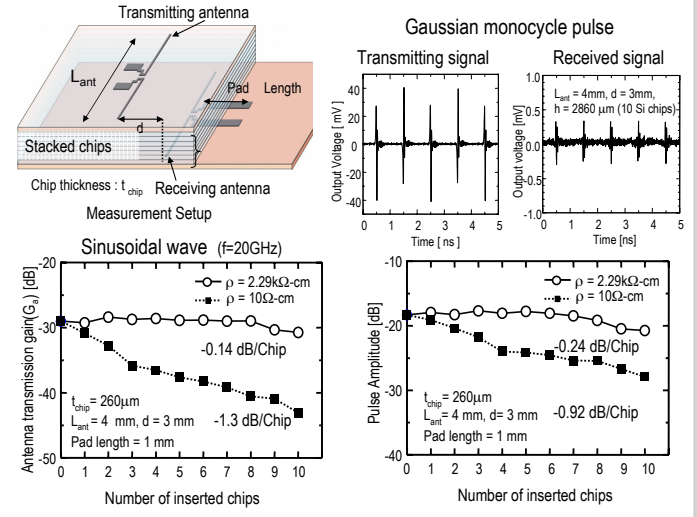 Transmitting antenna
L ant
Pad Length
d
Stacked chips
Chip thickness : t chip
Receiving antenna
Measurement Setup
Gaussian monocycle pulse
Transmitting signal
Received signal
Output Voltage [ mV]
40
20
0
-20
-40
0 1 2 3 4 5
Time [ ns ]
Output voltage [mV]
1.0
0.5
0.0
-0.5
-1.0
L ant = 4mm, d = 3mm,
h = 2860 μm (10 Si chips)
0 1 2 3 4 5
Time [ns]
Sinusoidal wave (f=20GHz)
Antenna transmission gain(Ga) [dB]
-20
-30
-40
-50
ρ = 2.29kΩ-cm
ρ = 10Ω-cm
-0.14 dB/Chip
-1.3 dB/Chip
t chip = 260μm
L ant = 4 mm, d = 3 mm
Pad length = 1 mm
0 1 2 3 4 5 6 7 8 9 10
Number of inserted chips
Pulse Amplitude [dB]
-10
-20
-30
-40
ρ = 2.29kΩ-cm
ρ = 10Ω-cm
-0.24 dB/Chip
-0.92 dB/Chip
t chip = 260μm
L ant = 4 mm, d= 3 mm
Pad length = 1 mm
0 1 2 3 4 5 6 7 8 9 10
Number of inserted chips